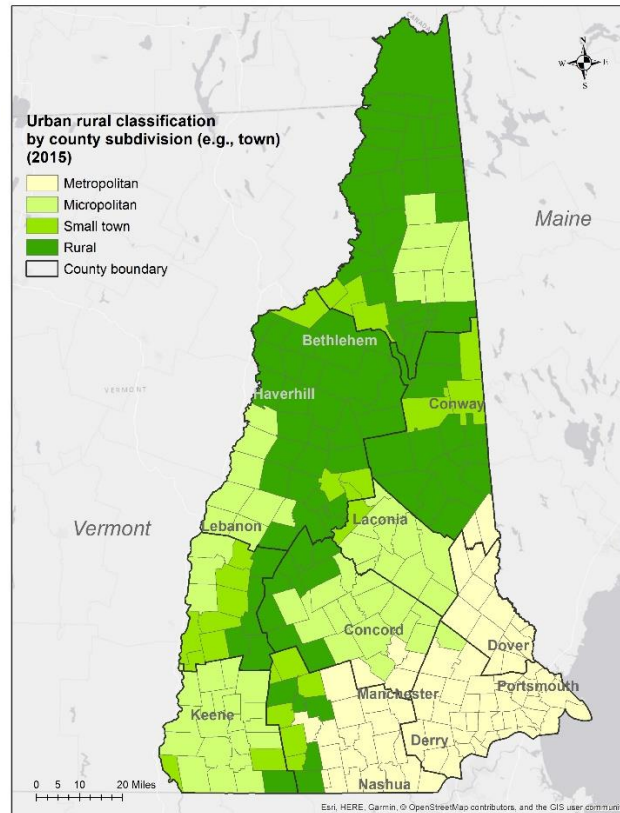 CANADA
N
W E
S
Urban rural classification
by county subdivision (e.g., town)
(2015)
Metropolitan
Micropolitan
Small town
Rural
County boundary
Maine
Bethlehem
Haverhill
Conway
VERMONT
Vermont
Lebanon
Laconia
Concord
Dover
Portsmouth
Manchester
Keene
Derry
Nashua
0 5 10 20 Miles
Esri, HERE, Garmin, © OpenStreetMap contributors, and the GIS user communi